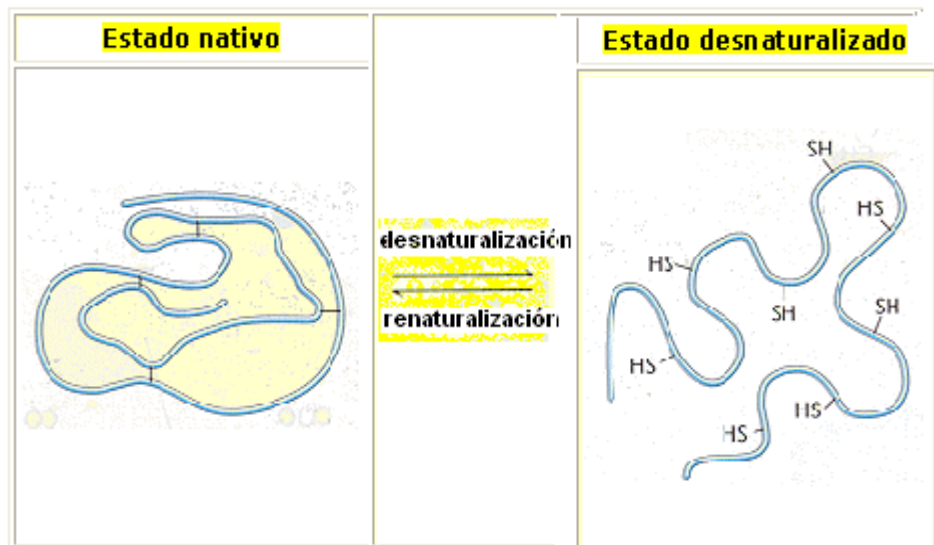 Estado nativo
Estado desnaturalizado
desnaturalización
renaturalización
SH
HS
HS
SH
SH
HS
HS
HS